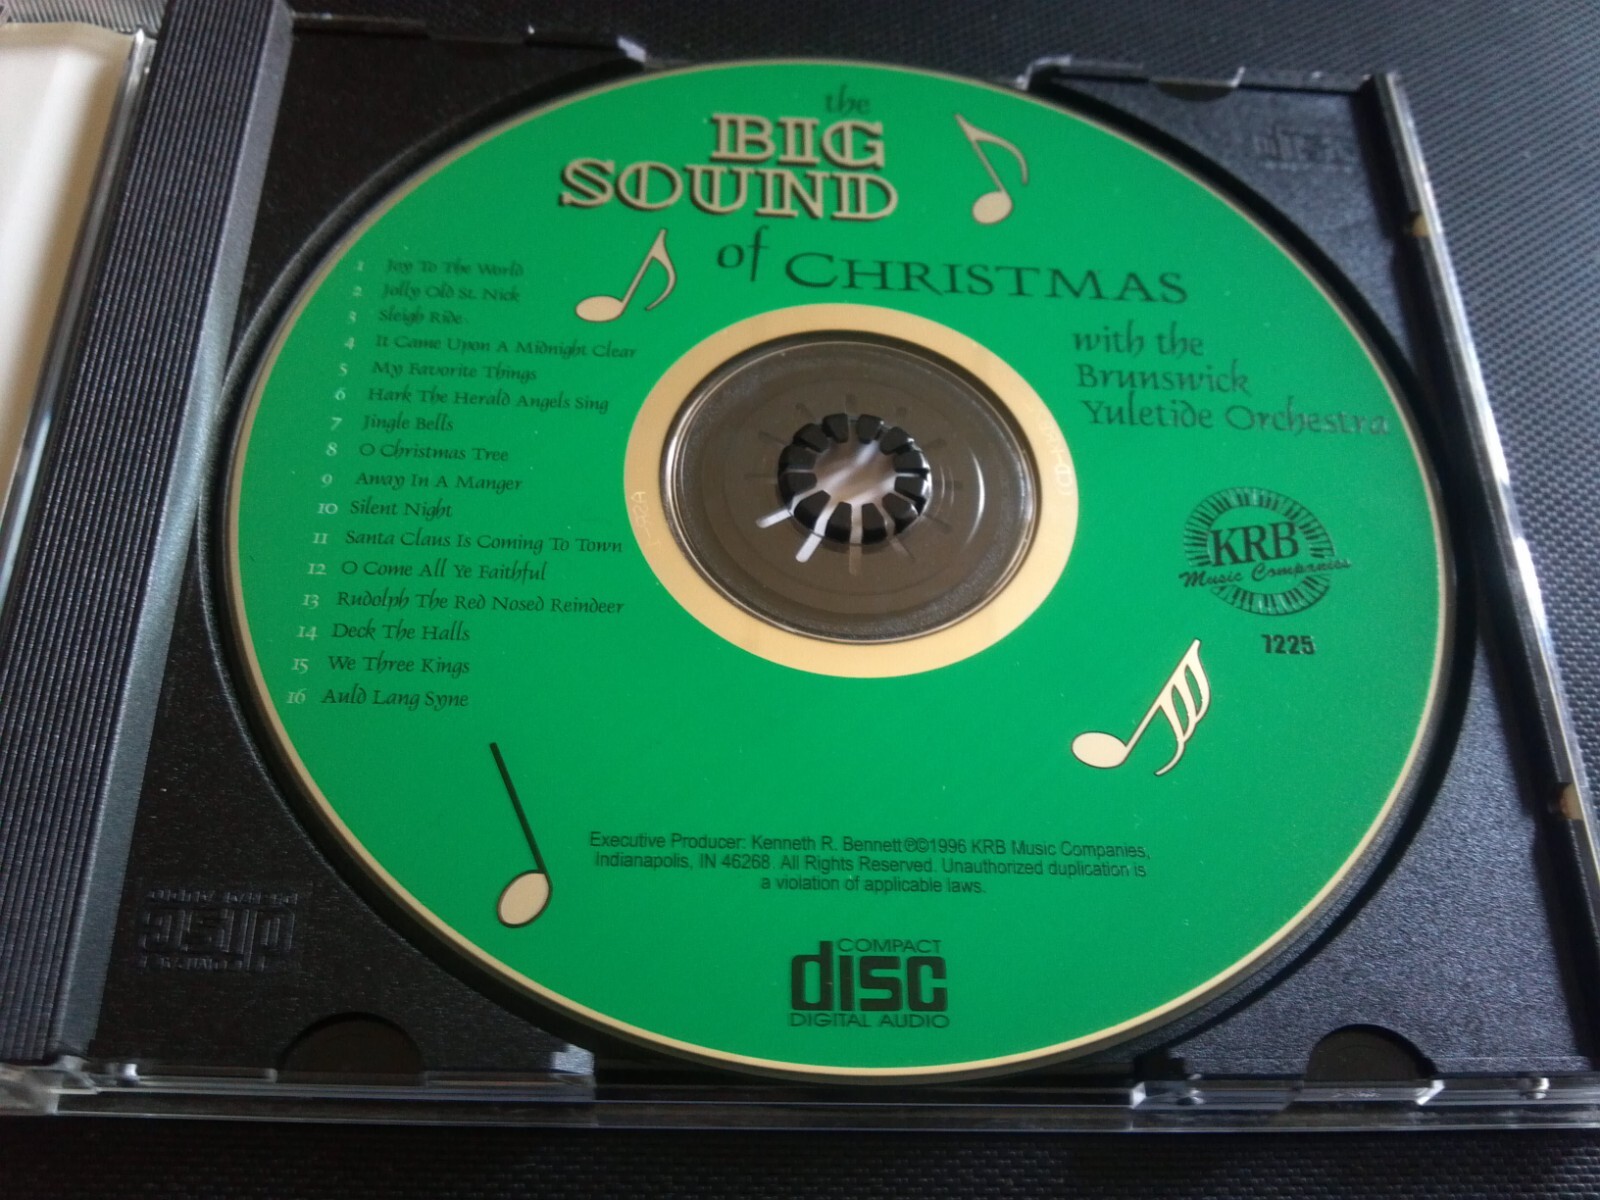 the
BIG
SOUND
of CHRISTMAS
with the
Brunswick
Yuletide Orchestra
1 Joy To The World
2 Jolly Old St. Nick
3 Sleigh Ride
4 It Came Upon A Midnight Clear
5 My Favorite Things
6 Hark The Herald Angels Sing
7 Jingle Bells
8 O Christmas Tree
9 Away In A Manger
10 Silent Night
11 Santa Claus Is Coming To Town
12 O Come All Ye Faithful
13 Rudolph The Red Nosed Reindeer
14 Deck The Halls
15 We Three Kings
16 Auld Lang Syne
KRB
Music Companies
1225
Executive Producer: Kenneth R. Bennett ℗©1996 KRB Music Companies,
Indianapolis, IN 46268. All Rights Reserved. Unauthorized duplication is
a violation of applicable laws.
COMPACT
disc
DIGITAL AUDIO